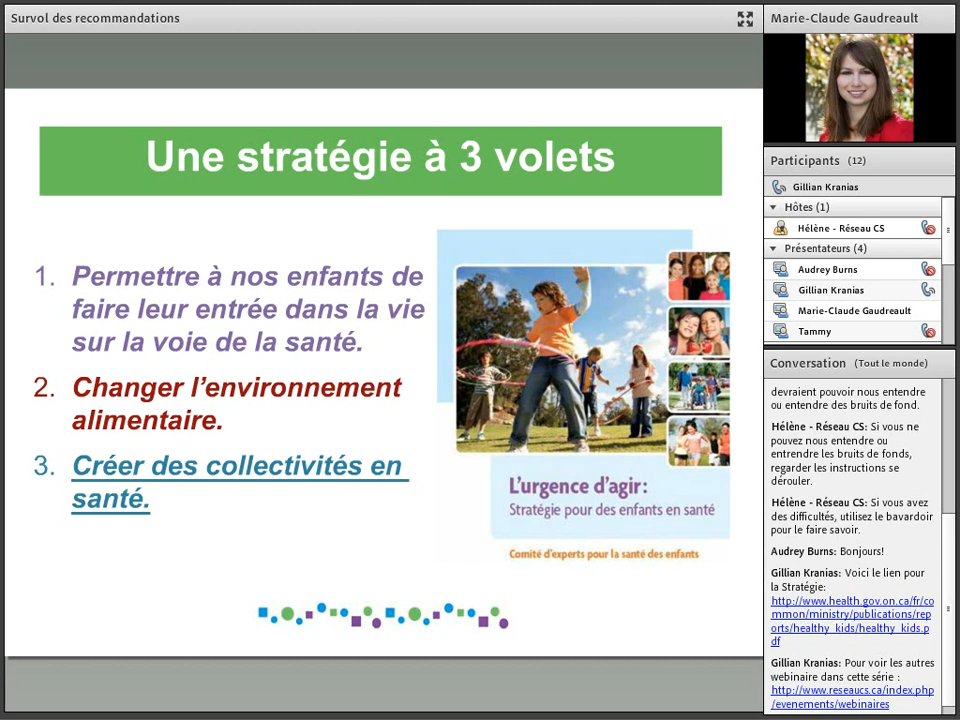 Survol des recommandations
Une stratégie à 3 volets
1. Permettre à nos enfants de
faire leur entrée dans la vie
sur la voie de la santé.
2. Changer l’environnement
alimentaire.
3. Créer des collectivités en
santé.
L'urgence d'agir:
Stratégie pour des enfants en santé
Comité d'experts pour la santé des enfants
Marie-Claude Gaudreault
Participants (12)
Gillian Kranias
Hôtes (1)
Hélène - Réseau CS
Présentateurs (4)
Audrey Burns
Gillian Kranias
Marie-Claude Gaudreault
Tammy
Conversation (Tout le monde)
devraient pouvoir nous entendre
ou entendre des bruits de fond.
Hélène - Réseau CS: Si vous ne
pouvez nous entendre ou
entrendre les bruits de fonds,
regarder les instructions se
dérouler.
Hélène - Réseau CS: Si vous avez
des difficultés, utilisez le bavardoir
pour le faire savoir.
Audrey Burns: Bonjours!
Gillian Kranias: Voici le lien pour
la Stratégie:
http://www.health.gov.on.ca/fr/co
mmon/ministry/publications/rep
orts/healthy_kids/healthy_kids.p
df
Gillian Kranias: Pour voir les autres
webinaire dans cette série :
http://www.reseaucs.ca/index.php
/evenements/webinaires